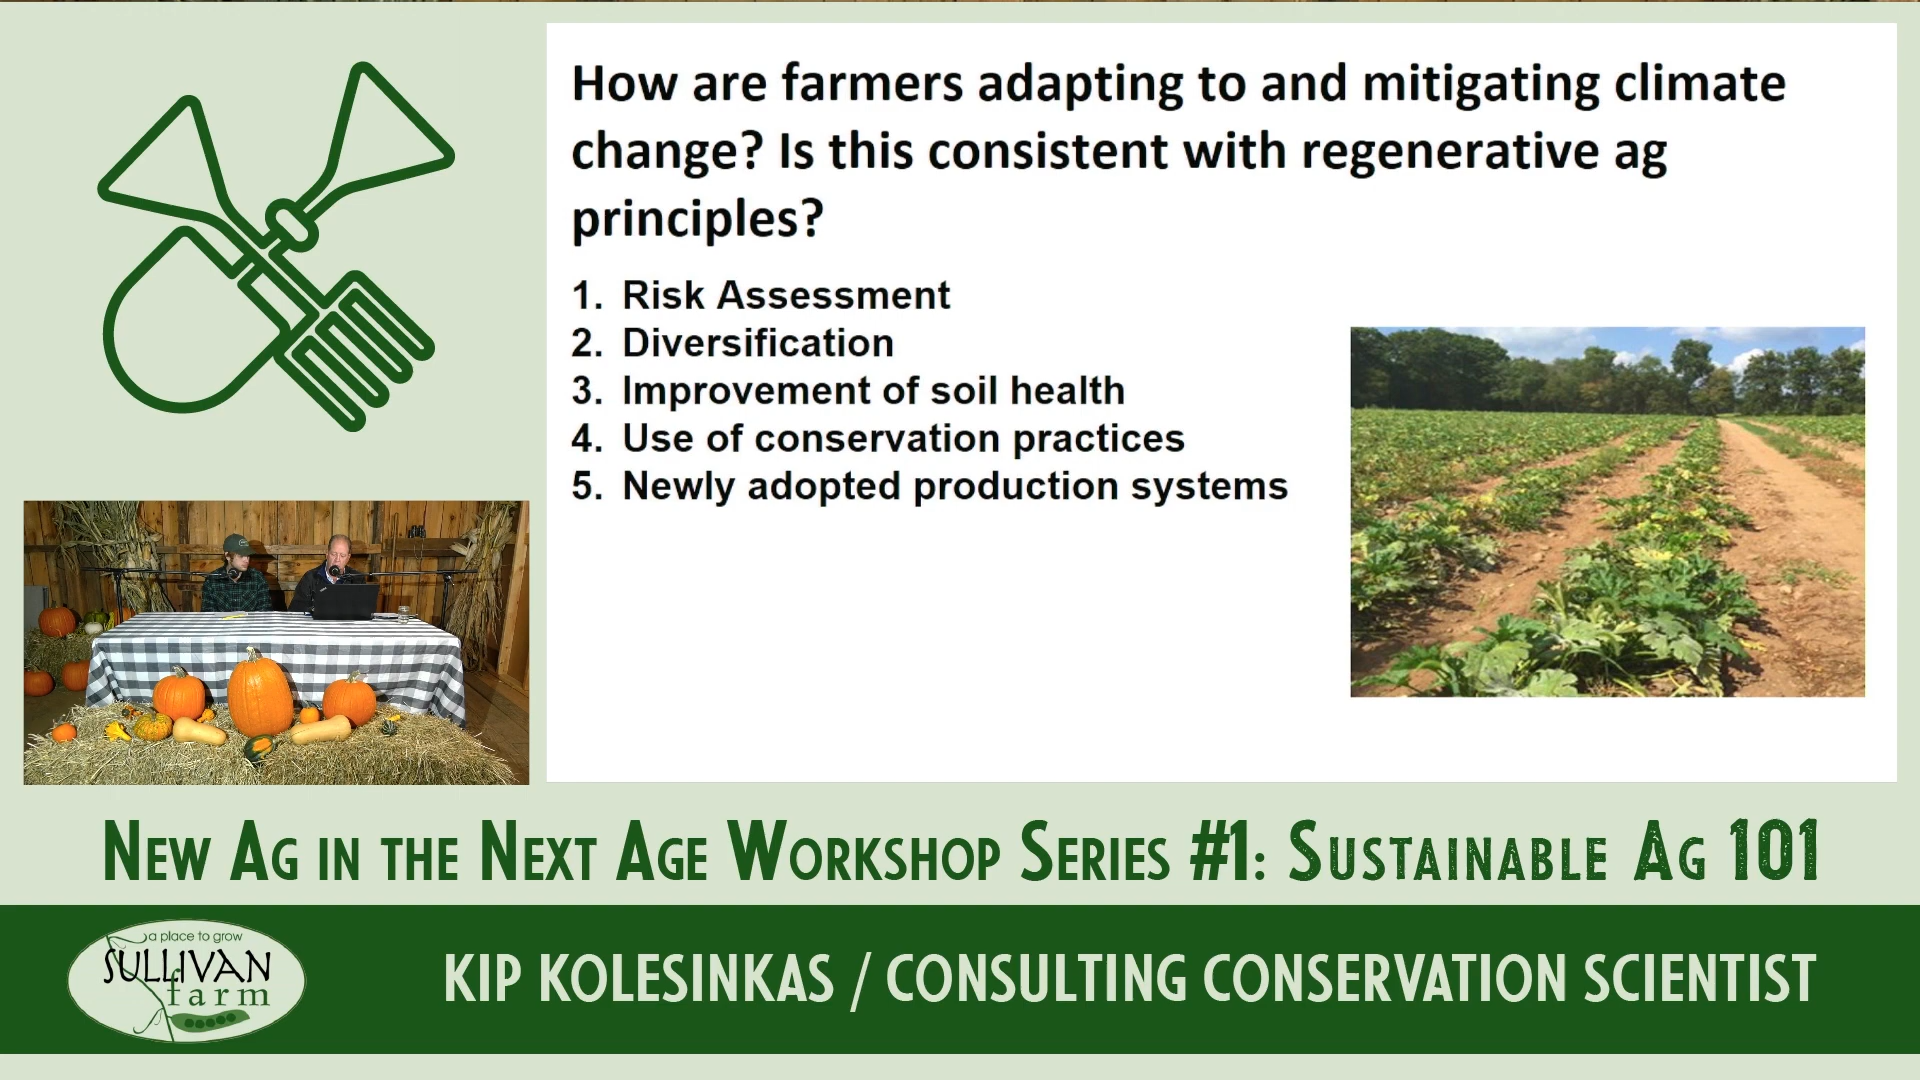 How are farmers adapting to and mitigating climate
change? Is this consistent with regenerative ag
principles?
1. Risk Assessment
2. Diversification
3. Improvement of soil health
4. Use of conservation practices
5. Newly adopted production systems
New Ag in the Next Age Workshop Series #1: Sustainable Ag 101
a place to grow
SULLIVAN
farm
KIP KOLESINKAS / CONSULTING CONSERVATION SCIENTIST